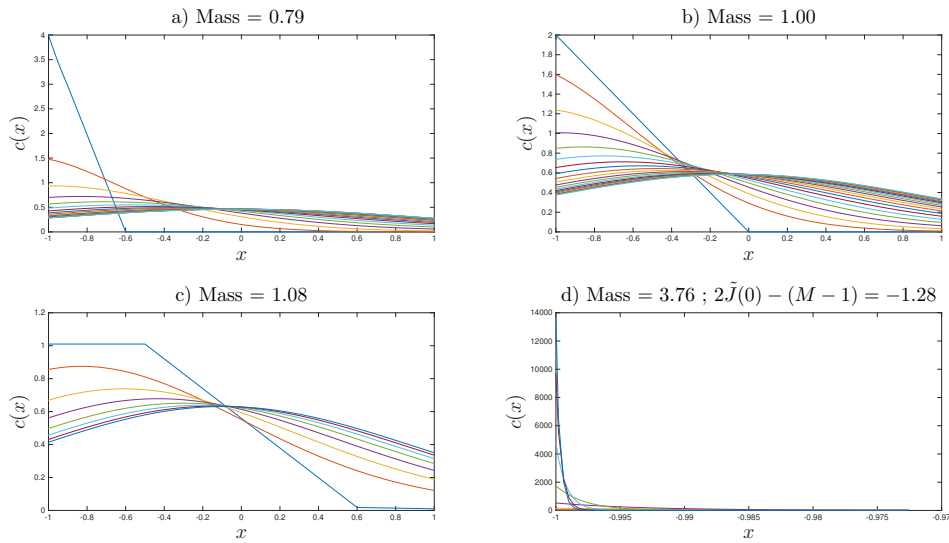 a) Mass = 0.79
4
3.5
3
2.5
2
1.5
1
0.5
0
c(x)
-1 -0.8 -0.6 -0.4 -0.2 0 0.2 0.4 0.6 0.8 1
x
b) Mass = 1.00
2
1.8
1.6
1.4
1.2
1
0.8
0.6
0.4
0.2
0
c(x)
-1 -0.8 -0.6 -0.4 -0.2 0 0.2 0.4 0.6 0.8 1
x
c) Mass = 1.08
1.2
1
0.8
0.6
0.4
0.2
0
c(x)
-1 -0.8 -0.6 -0.4 -0.2 0 0.2 0.4 0.6 0.8 1
x
d) Mass = 3.76 ; 2J̃(0) − (M − 1) = −1.28
14000
12000
10000
8000
6000
4000
2000
0
c(x)
-1 -0.995 -0.99 -0.985 -0.98 -0.975 -0.97
x